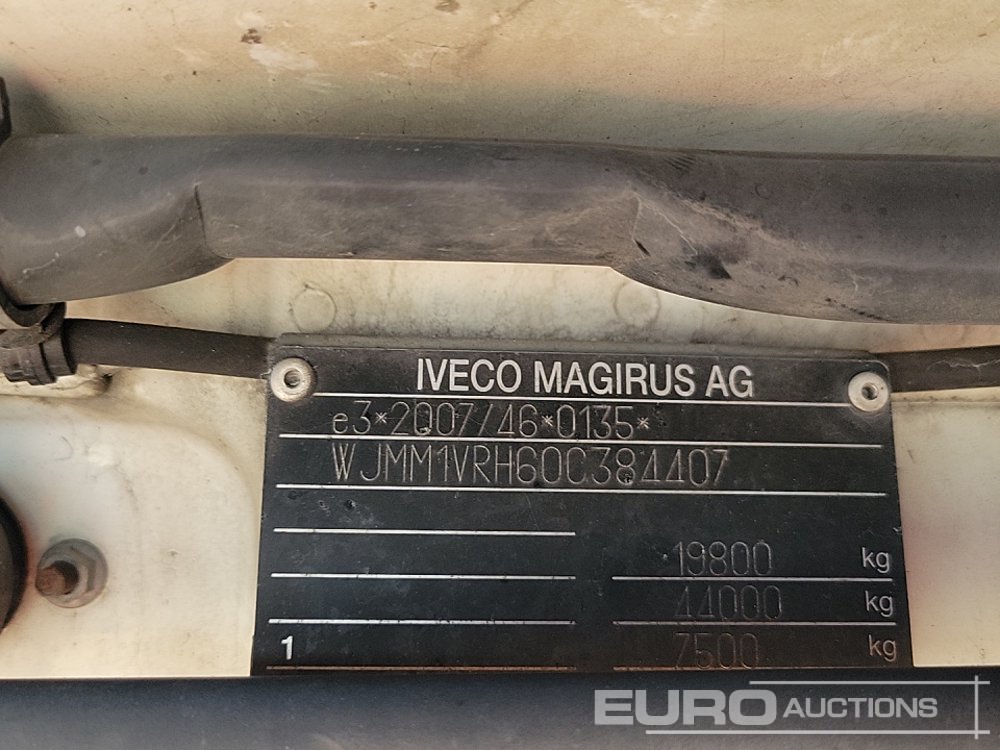 IVECO MAGIRUS AG
e3*2007/46*0135*
WJMM1VRH60C384407
19800 kg
44000 kg
1 7500 kg
EURO AUCTIONS